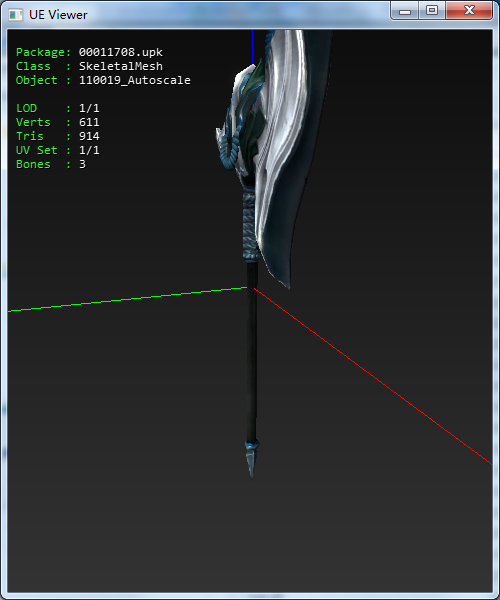 UE Viewer
Package: 00011708.upk
Class : SkeletalMesh
Object : 110019_Autoscale
LOD : 1/1
Verts : 611
Tris : 914
UV Set : 1/1
Bones : 3